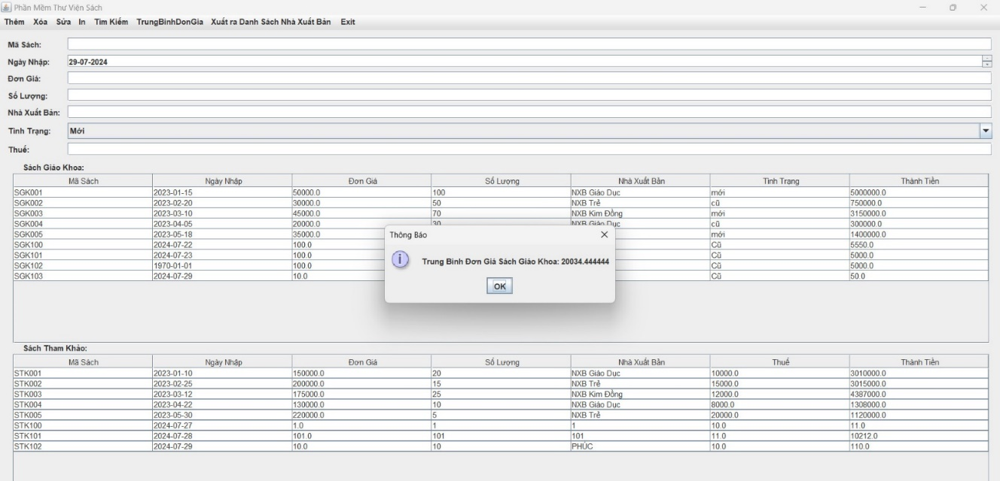 Phần Mềm Thư Viện Sách
Thêm Xóa Sửa In Tìm Kiếm TrungBinhDonGia Xuất ra Danh Sách Nhà Xuất Bản Exit
Mã Sách:
Ngày Nhập: 29-07-2024
Đơn Giá:
Số Lượng:
Nhà Xuất Bản:
Tình Trạng: Mới
Thuế:
Sách Giáo Khoa:
Mã Sách Ngày Nhập Đơn Giá Số Lượng Nhà Xuất Bản Tình Trạng Thành Tiền
SGK001 2023-01-15 50000.0 100 NXB Giáo Dục mới 5000000.0
SGK002 2023-02-20 30000.0 50 NXB Trẻ cũ 750000.0
SGK003 2023-03-10 45000.0 70 NXB Kim Đồng mới 3150000.0
SGK004 2023-04-05 20000.0 30 NXB Giáo Dục cũ 300000.0
SGK005 2023-05-18 35000.0 mới 1400000.0
SGK100 2024-07-22 100.0 Cũ 5550.0
SGK101 2024-07-23 100.0 Cũ 5000.0
SGK102 1970-01-01 100.0 Cũ 5000.0
SGK103 2024-07-29 10.0 Cũ 50.0
Thông Báo
Trung Bình Đơn Giá Sách Giáo Khoa: 20034.444444
OK
Sách Tham Khảo:
Mã Sách Ngày Nhập Đơn Giá Số Lượng Nhà Xuất Bản Thuế Thành Tiền
STK001 2023-01-10 150000.0 20 NXB Giáo Dục 10000.0 3010000.0
STK002 2023-02-25 200000.0 15 NXB Trẻ 15000.0 3015000.0
STK003 2023-03-12 175000.0 25 NXB Kim Đồng 12000.0 4387000.0
STK004 2023-04-22 130000.0 10 NXB Giáo Dục 8000.0 1308000.0
STK005 2023-05-30 220000.0 5 NXB Trẻ 20000.0 1120000.0
STK100 2024-07-27 1.0 1 1 10.0 11.0
STK101 2024-07-28 101.0 101 101 11.0 10212.0
STK102 2024-07-29 10.0 10 PHÚC 10.0 110.0